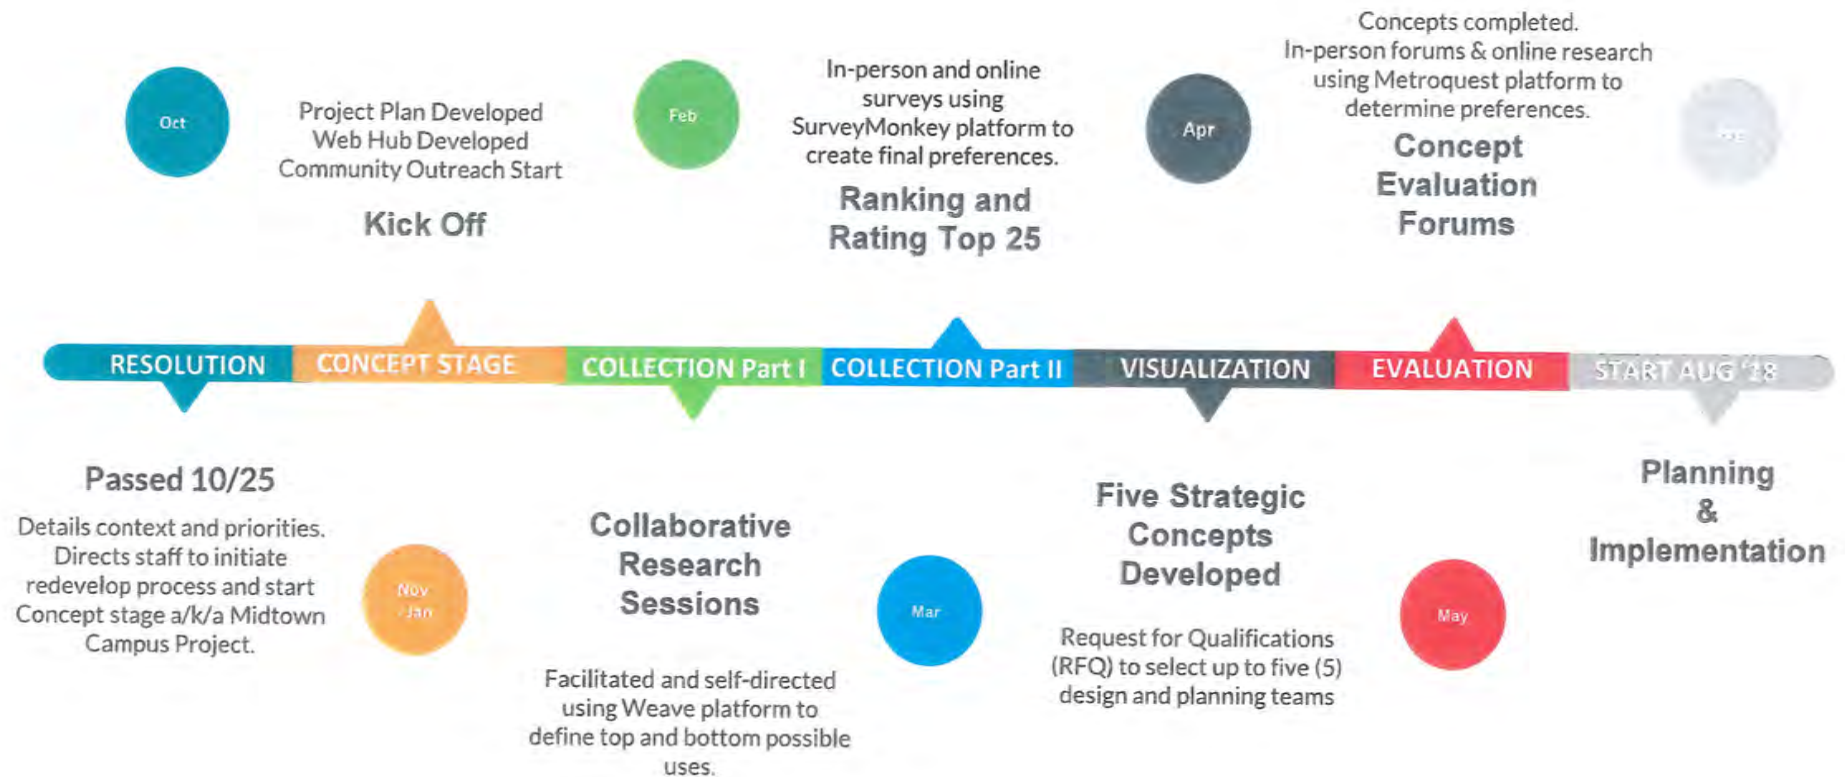 Oct
Project Plan Developed
Web Hub Developed
Community Outreach Start
Kick Off
Feb
In-person and online
surveys using
SurveyMonkey platform to
create final preferences.
Ranking and
Rating Top 25
Apr
Concepts completed.
In-person forums & online research
using Metroquest platform to
determine preferences.
Concept
Evaluation
Forums
RESOLUTION
CONCEPT STAGE
COLLECTION Part I
COLLECTION Part II
VISUALIZATION
EVALUATION
START AUG '18
Passed 10/25
Details context and priorities.
Directs staff to initiate
redevelop process and start
Concept stage a/k/a Midtown
Campus Project.
Nov
-Jan
Collaborative
Research
Sessions
Facilitated and self-directed
using Weave platform to
define top and bottom possible
uses.
Mar
Five Strategic
Concepts
Developed
Request for Qualifications
(RFQ) to select up to five (5)
design and planning teams
May
Planning
&
Implementation